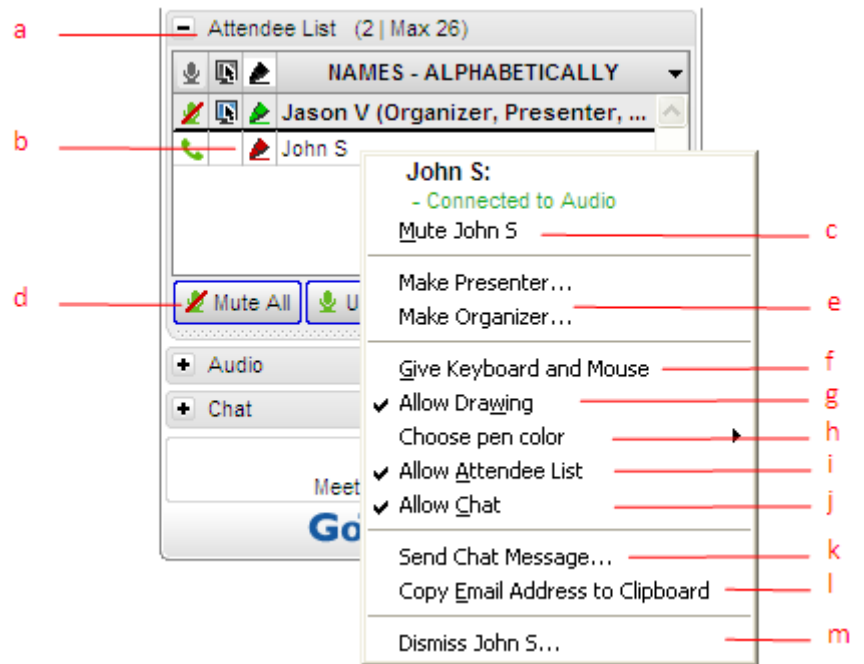 a
Attendee List (2 | Max 26)
NAMES - ALPHABETICALLY
Jason V (Organizer, Presenter, ...
b
John S
John S:
- Connected to Audio
Mute John S
c
d
Mute All
U
Make Presenter...
e
Make Organizer...
Audio
Give Keyboard and Mouse
f
Chat
Allow Drawing
g
Choose pen color
h
Allow Attendee List
i
Meet
Allow Chat
j
Go
Send Chat Message...
k
Copy Email Address to Clipboard
l
Dismiss John S...
m